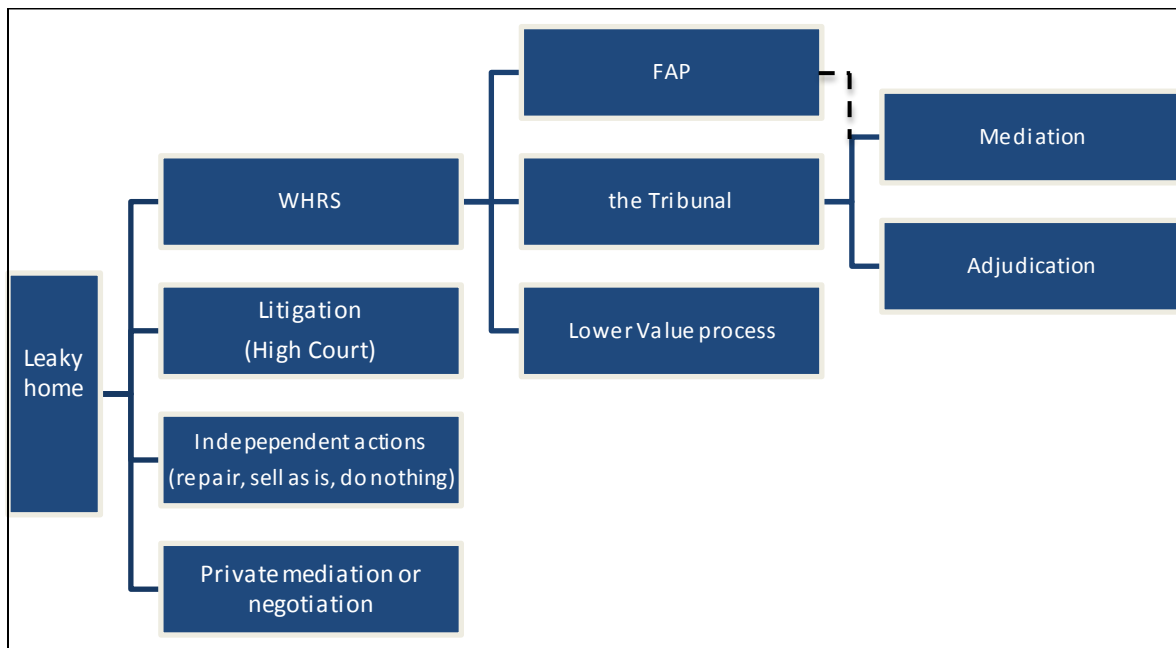 FAP
Mediation
WHRS
the Tribunal
Adjudication
Litigation
(High Court)
Lower Value process
Leaky
home
Indepependent actions
(repair, sell as is, do nothing)
Private mediation or
negotiation